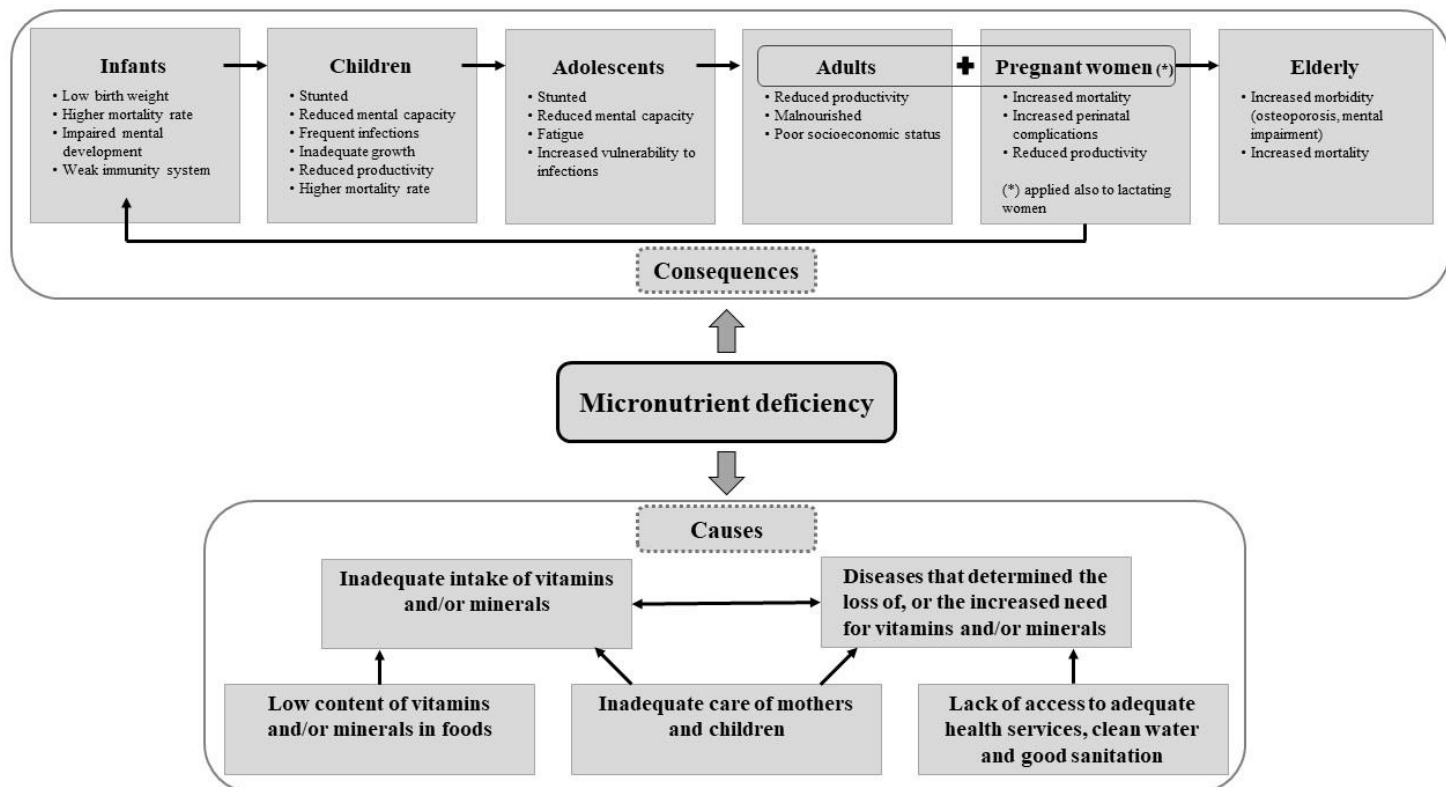 Infants
• Low birth weight
• Higher mortality rate
• Impaired mental
development
• Weak immunity system
Children
• Stunted
• Reduced mental capacity
• Frequent infections
• Inadequate growth
• Reduced productivity
• Higher mortality rate
Adolescents
• Stunted
• Reduced mental capacity
• Fatigue
• Increased vulnerability to
infections
Adults
• Reduced productivity
• Malnourished
• Poor socioeconomic status
+
Pregnant women (*)
• Increased mortality
• Increased perinatal
complications
• Reduced productivity
(*) applied also to lactating
women
Elderly
• Increased morbidity
(osteoporosis, mental
impairment)
• Increased mortality
Consequences
Micronutrient deficiency
Causes
Inadequate intake of vitamins
and/or minerals
Diseases that determined the
loss of, or the increased need
for vitamins and/or minerals
Low content of vitamins
and/or minerals in foods
Inadequate care of mothers
and children
Lack of access to adequate
health services, clean water
and good sanitation